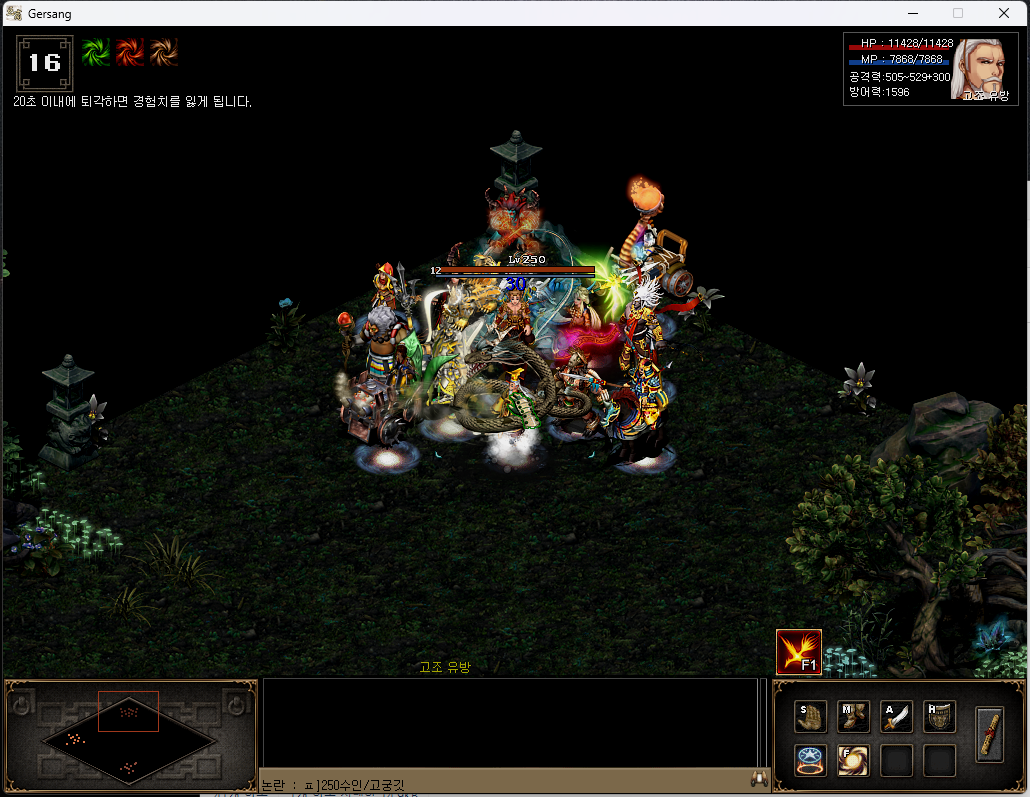 Gersang
16
20초 이내에 퇴각하면 경험치를 잃게 됩니다.
HP : 11428/11428
MP : 7868/7868
공격력:505~529+300
방어력:1596
고조 유방
Lv.250
12
30
고조 유방
F1
S
M
A
H
F
논란 : ㅍ]250수인/고궁깃